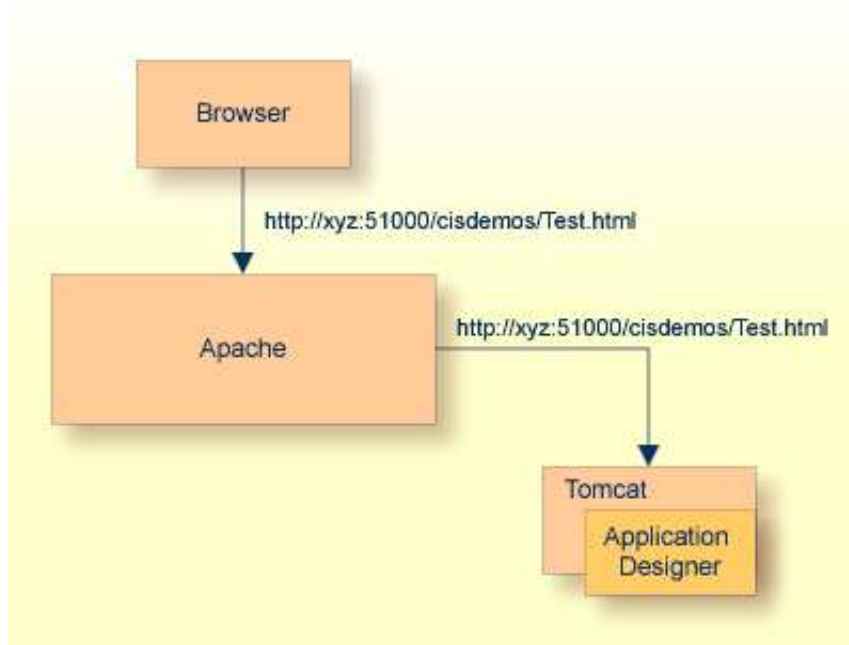 Browser
http://xyz:51000/cisdemos/Test.html
Apache
http://xyz:51000/cisdemos/Test.html
Tomcat
Application
Designer